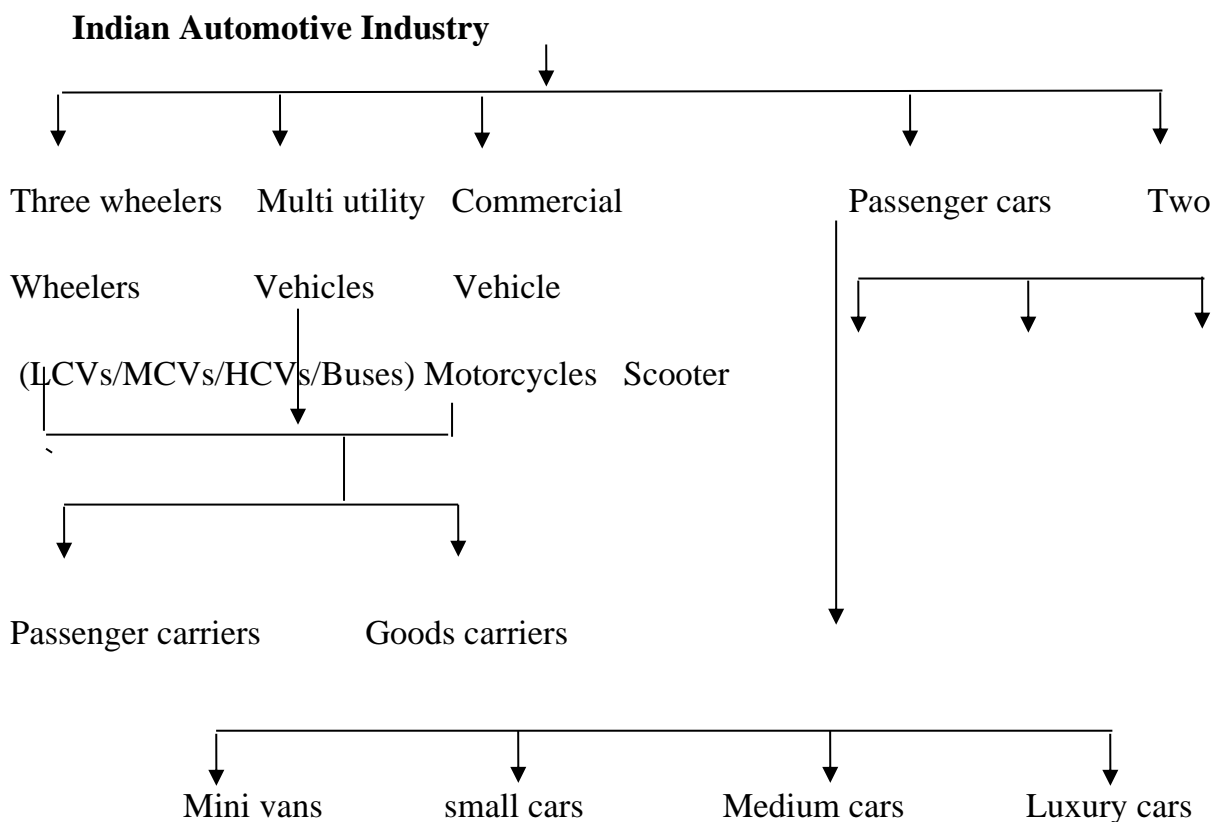 Indian Automotive Industry
Three wheelers Multi utility Commercial Passenger cars Two
Wheelers Vehicles Vehicle
(LCVs/MCVs/HCVs/Buses) Motorcycles Scooter
Passenger carriers Goods carriers
Mini vans small cars Medium cars Luxury cars